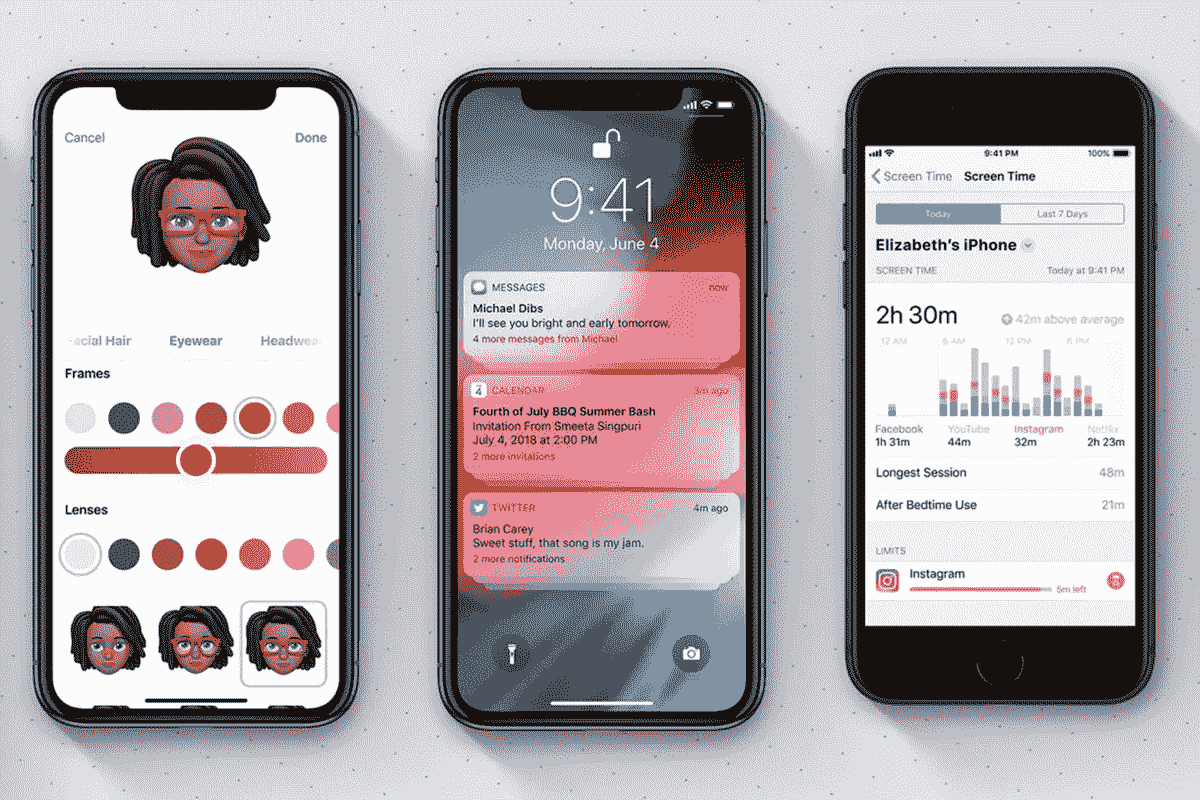 Cancel
Done
acial Hair
Eyewear
Headwea
Frames
Lenses
9:41
Monday, June 4
MESSAGES
now
Michael Dibs
I'll see you bright and early tomorrow.
4 more messages from Michael
4
CALENDAR
3m ago
Fourth of July BBQ Summer Bash
Invitation From Smeeta Singpuri
July 4, 2018 at 2:00 PM
2 more invitations
TWITTER
4m ago
Brian Carey
Sweet stuff, that song is my jam.
2 more notifications
9:41 PM
100%
Screen Time
Screen Time
Today
Last 7 Days
Elizabeth's iPhone
SCREEN TIME
Today at 9:41 PM
2h 30m
42m above average
12 AM
6 AM
12 PM
6 PM
Facebook
YouTube
Instagram
Netflix
1h 31m
44m
32m
2h 23m
Longest Session
48m
After Bedtime Use
21m
LIMITS
Instagram
5m left